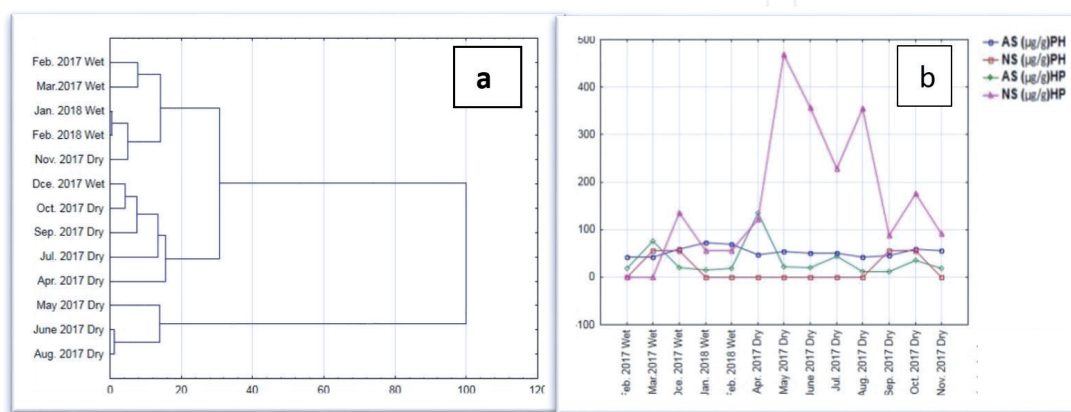 a
Feb. 2017 Wet
Mar.2017 Wet
Jan. 2018 Wet
Feb. 2018 Wet
Nov. 2017 Dry
Dce. 2017 Wet
Oct. 2017 Dry
Sep. 2017 Dry
Jul. 2017 Dry
Apr. 2017 Dry
May 2017 Dry
June 2017 Dry
Aug. 2017 Dry
0 20 40 60 80 100
b
500
400
300
200
100
0
-100
Feb. 2017 Wet
Mar.2017 Wet
Dce. 2017 Wet
Jan. 2018 Wet
Feb. 2018 Wet
Apr. 2017 Dry
May 2017 Dry
June 2017 Dry
Jul. 2017 Dry
Aug. 2017 Dry
Sep. 2017 Dry
Oct. 2017 Dry
Nov. 2017 Dry
AS (µg/g)PH
NS (µg/g)PH
AS (µg/g)HP
NS (µg/g)HP